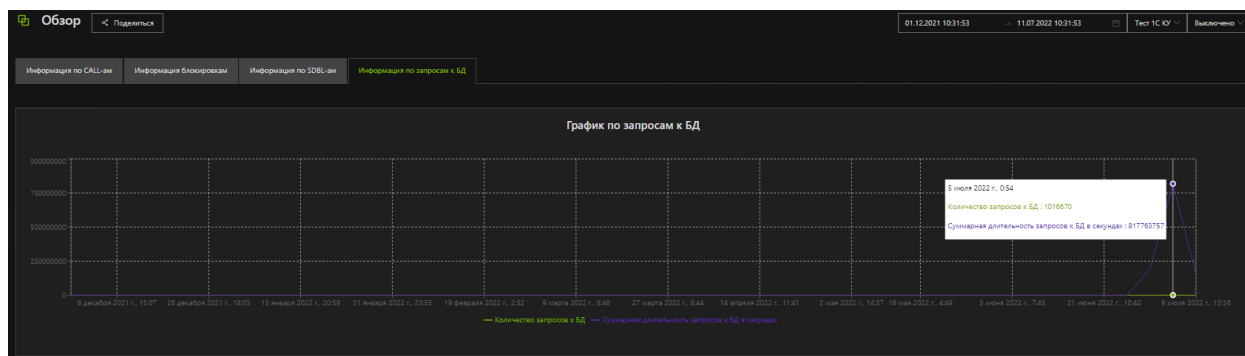 Обзор
Поделиться
01.12.2021 10:31:53 → 11.07.2022 10:31:53
Тест 1С КУ
Выключено
Информация по CALL-ам
Информация блокировкам
Информация по SDBL-ам
Информация по запросам к БД
График по запросам к БД
000000000
750000000
500000000
250000000
0
5 июля 2022 г., 0:54
Количество запросов к БД : 1016670
Суммарная длительность запросов к БД в секундах : 817763757
8 декабря 2021 г., 15:07 26 декабря 2021 г., 18:03 13 января 2022 г., 20:59 31 января 2022 г., 23:55 19 февраля 2022 г., 2:52 9 марта 2022 г., 5:48 27 марта 2022 г., 8:44 14 апреля 2022 г., 11:41 2 мая 2022 г., 14:37 16 мая 2022 г., 4:49 3 июня 2022 г., 7:45 21 июня 2022 г., 10:42 9 июля 2022 г., 13:38
Количество запросов к БД Суммарная длительность запросов к БД в секундах